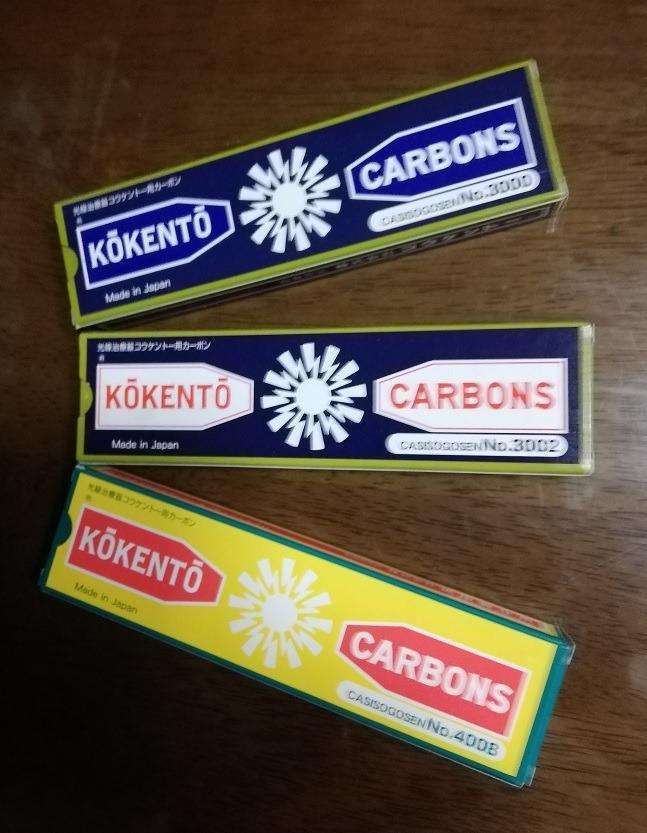 光線治療器コウケントー用カーボン
KŌKENTŌ
CARBONS
CASISOGOSEN No.3000
Made in Japan
光線治療器コウケントー用カーボン
KŌKENTŌ
CARBONS
Made in Japan
CASISOGOSEN No.3002
光線治療器コウケントー用カーボン
KŌKENTŌ
Made in Japan
CARBONS
CASISOGOSEN No.4008